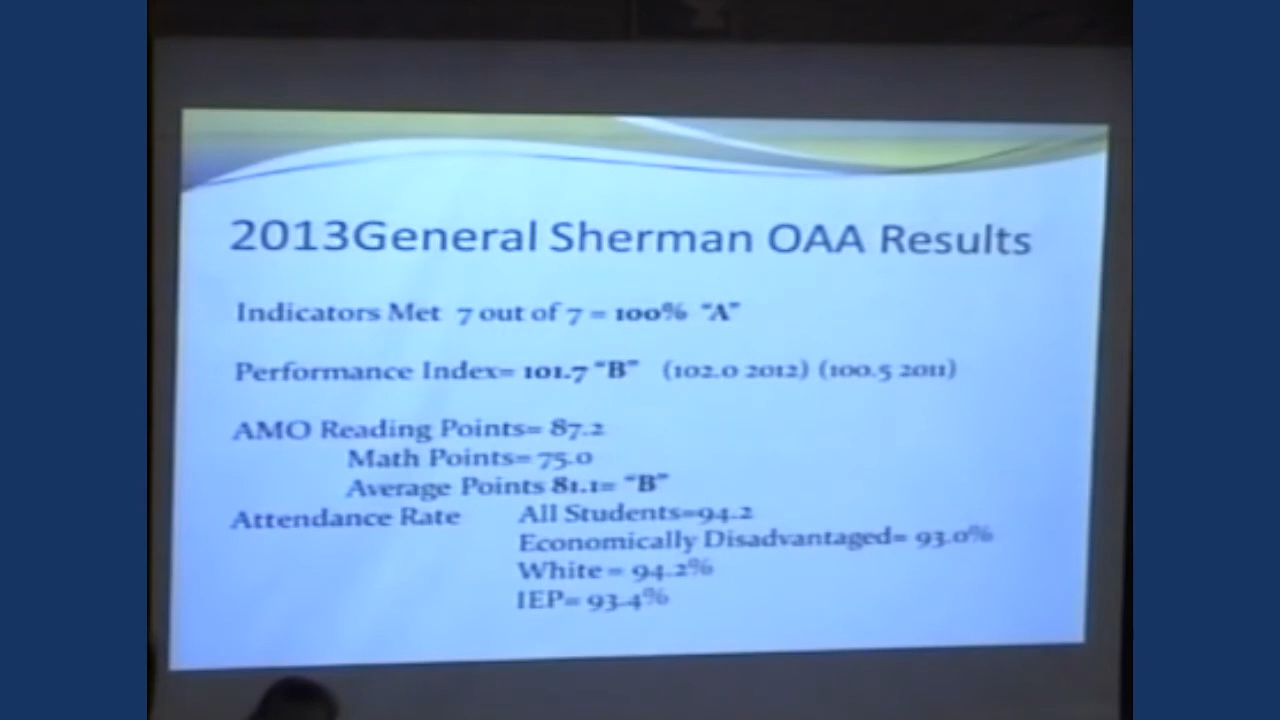 2013General Sherman OAA Results
Indicators Met 7 out of 7 = 100% "A"
Performance Index= 101.7 "B" (102.0 2012) (100.5 2011)
AMO Reading Points= 87.2
Math Points= 75.0
Average Points 81.1= "B"
Attendance Rate All Students=94.2
Economically Disadvantaged= 93.0%
White = 94.2%
IEP= 93.4%